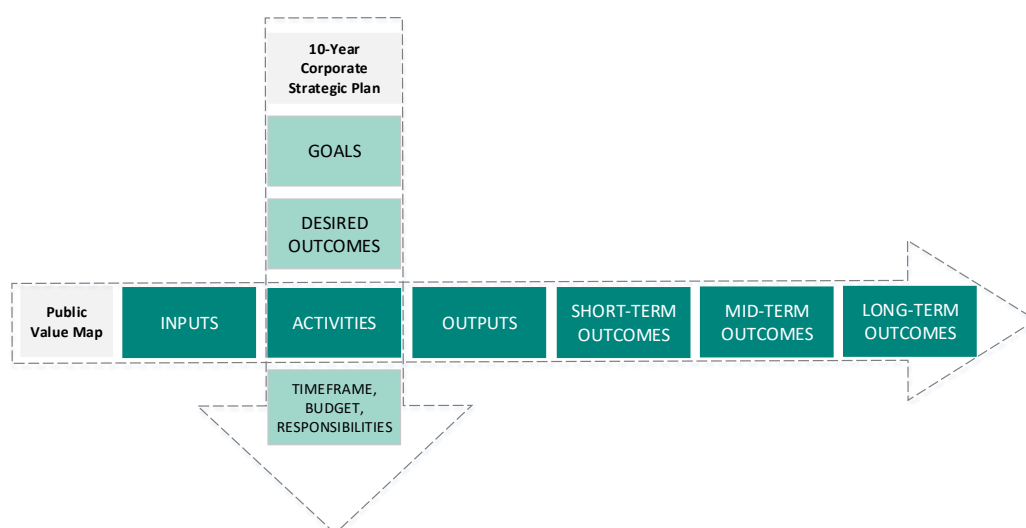 10-Year
Corporate
Strategic Plan
GOALS
DESIRED
OUTCOMES
Public
Value Map
INPUTS
ACTIVITIES
OUTPUTS
SHORT-TERM
OUTCOMES
MID-TERM
OUTCOMES
LONG-TERM
OUTCOMES
TIMEFRAME,
BUDGET,
RESPONSIBILITIES